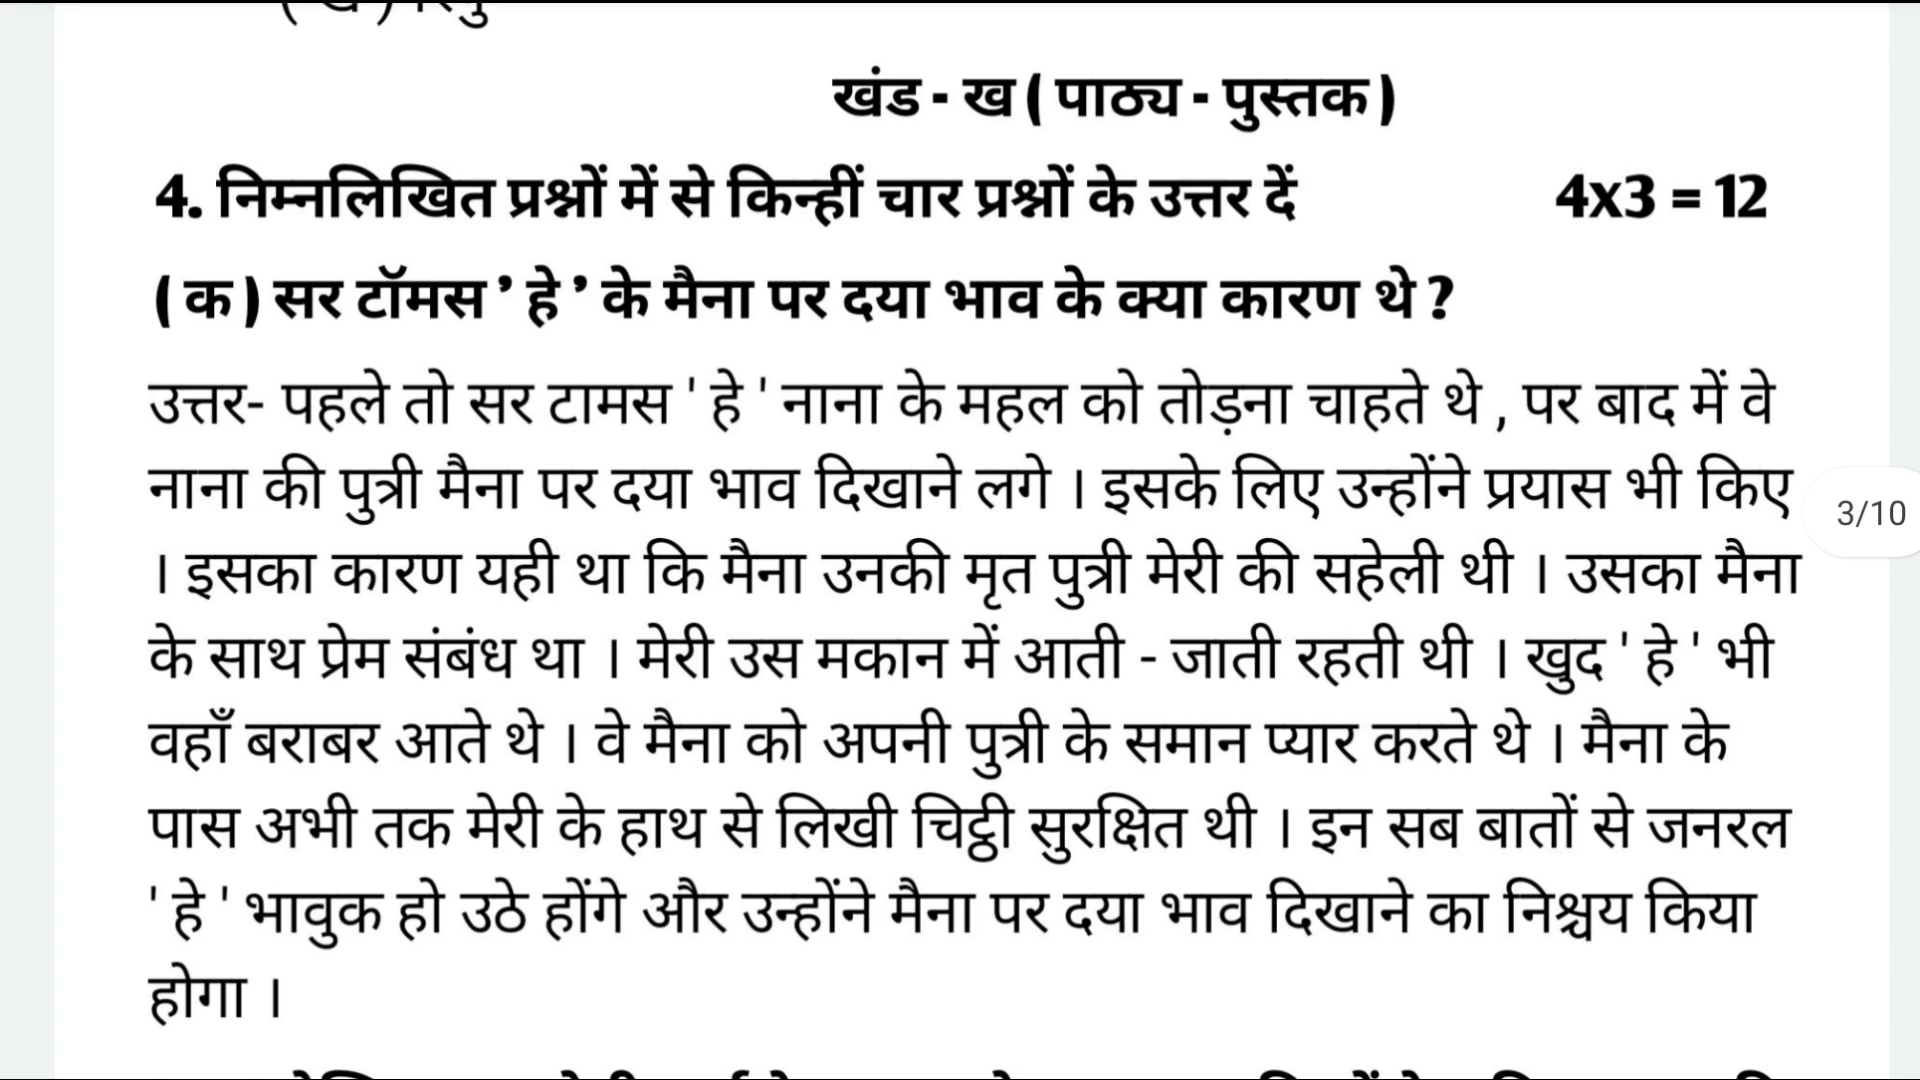 खंड - ख ( पाठ्य - पुस्तक )
4. निम्नलिखित प्रश्नों में से किन्हीं चार प्रश्नों के उत्तर दें 4x3 = 12
( क ) सर टॉमस ’ हे ’ के मैना पर दया भाव के क्या कारण थे ?
उत्तर- पहले तो सर टामस ' हे ' नाना के महल को तोड़ना चाहते थे , पर बाद में वे
नाना की पुत्री मैना पर दया भाव दिखाने लगे । इसके लिए उन्होंने प्रयास भी किए
3/10
। इसका कारण यही था कि मैना उनकी मृत पुत्री मेरी की सहेली थी । उसका मैना
के साथ प्रेम संबंध था । मेरी उस मकान में आती - जाती रहती थी । खुद ' हे ' भी
वहाँ बराबर आते थे । वे मैना को अपनी पुत्री के समान प्यार करते थे । मैना के
पास अभी तक मेरी के हाथ से लिखी चिट्ठी सुरक्षित थी । इन सब बातों से जनरल
' हे ' भावुक हो उठे होंगे और उन्होंने मैना पर दया भाव दिखाने का निश्चय किया
होगा ।